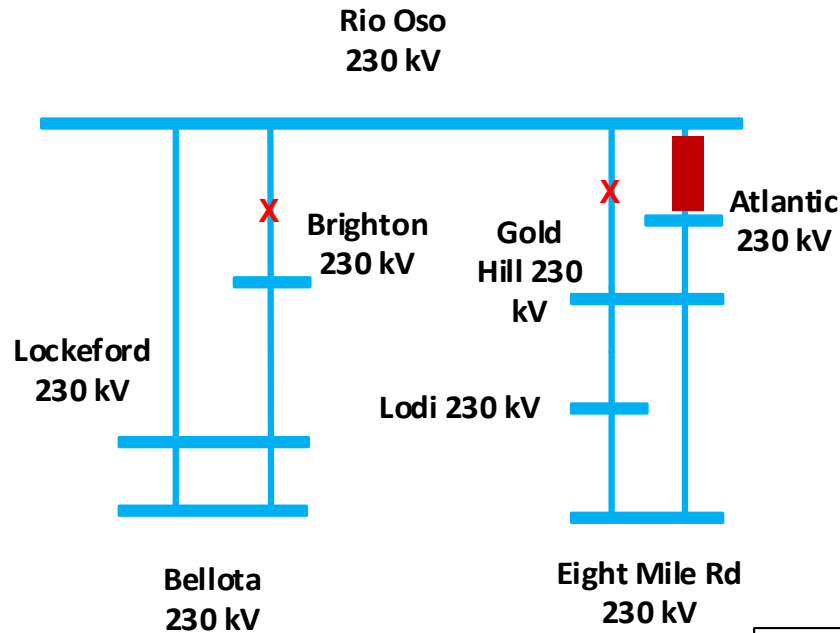 Rio Oso
230 kV
X
X
Brighton
230 kV
Gold
Hill 230
kV
Atlantic
230 kV
Lockeford
230 kV
Lodi 230 kV
Bellota
230 kV
Eight Mile Rd
230 kV